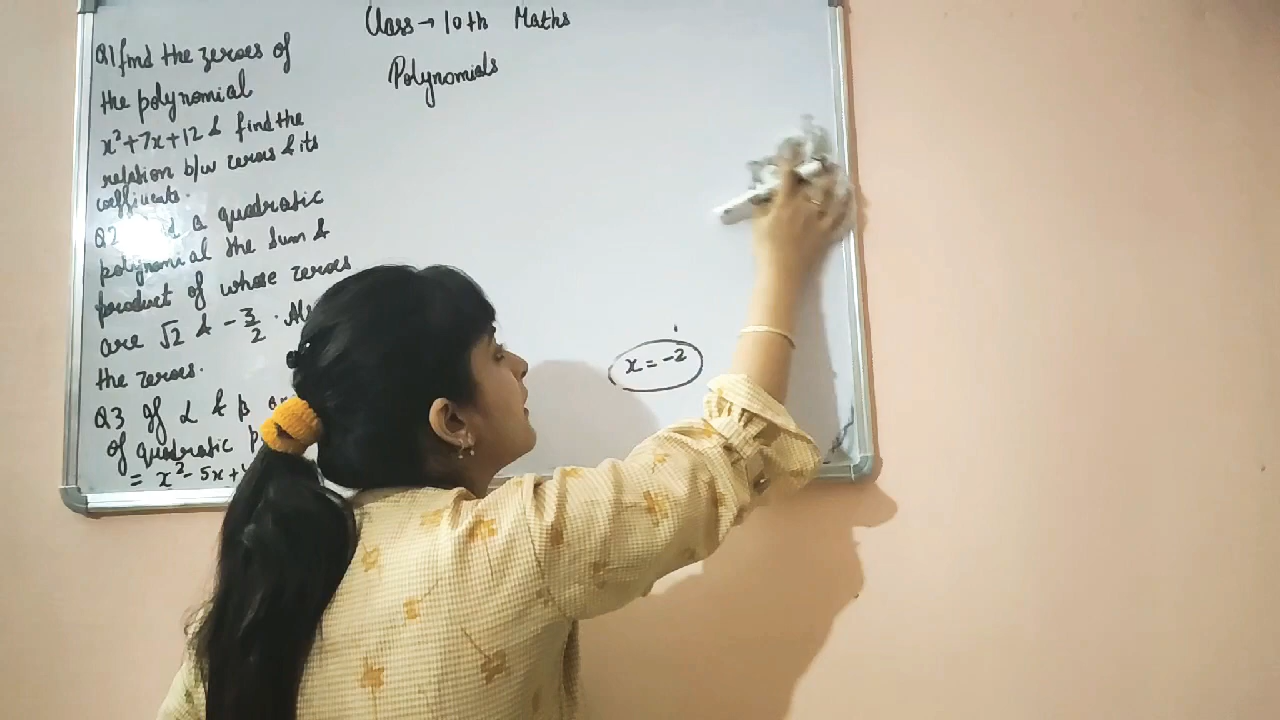 Class → 10th Maths
Polynomials
Q1 find the zeroes of
the polynomial
x² + 7x + 12 & find the
relation b/w zeroes & its
coefficients.
Q2 a quadratic
polynomial the sum &
product of whose zeroes
are √2 & -3/2 .
the zeroes.
Q3 If α & β
of quadratic
= x² - 5x +
x = -2